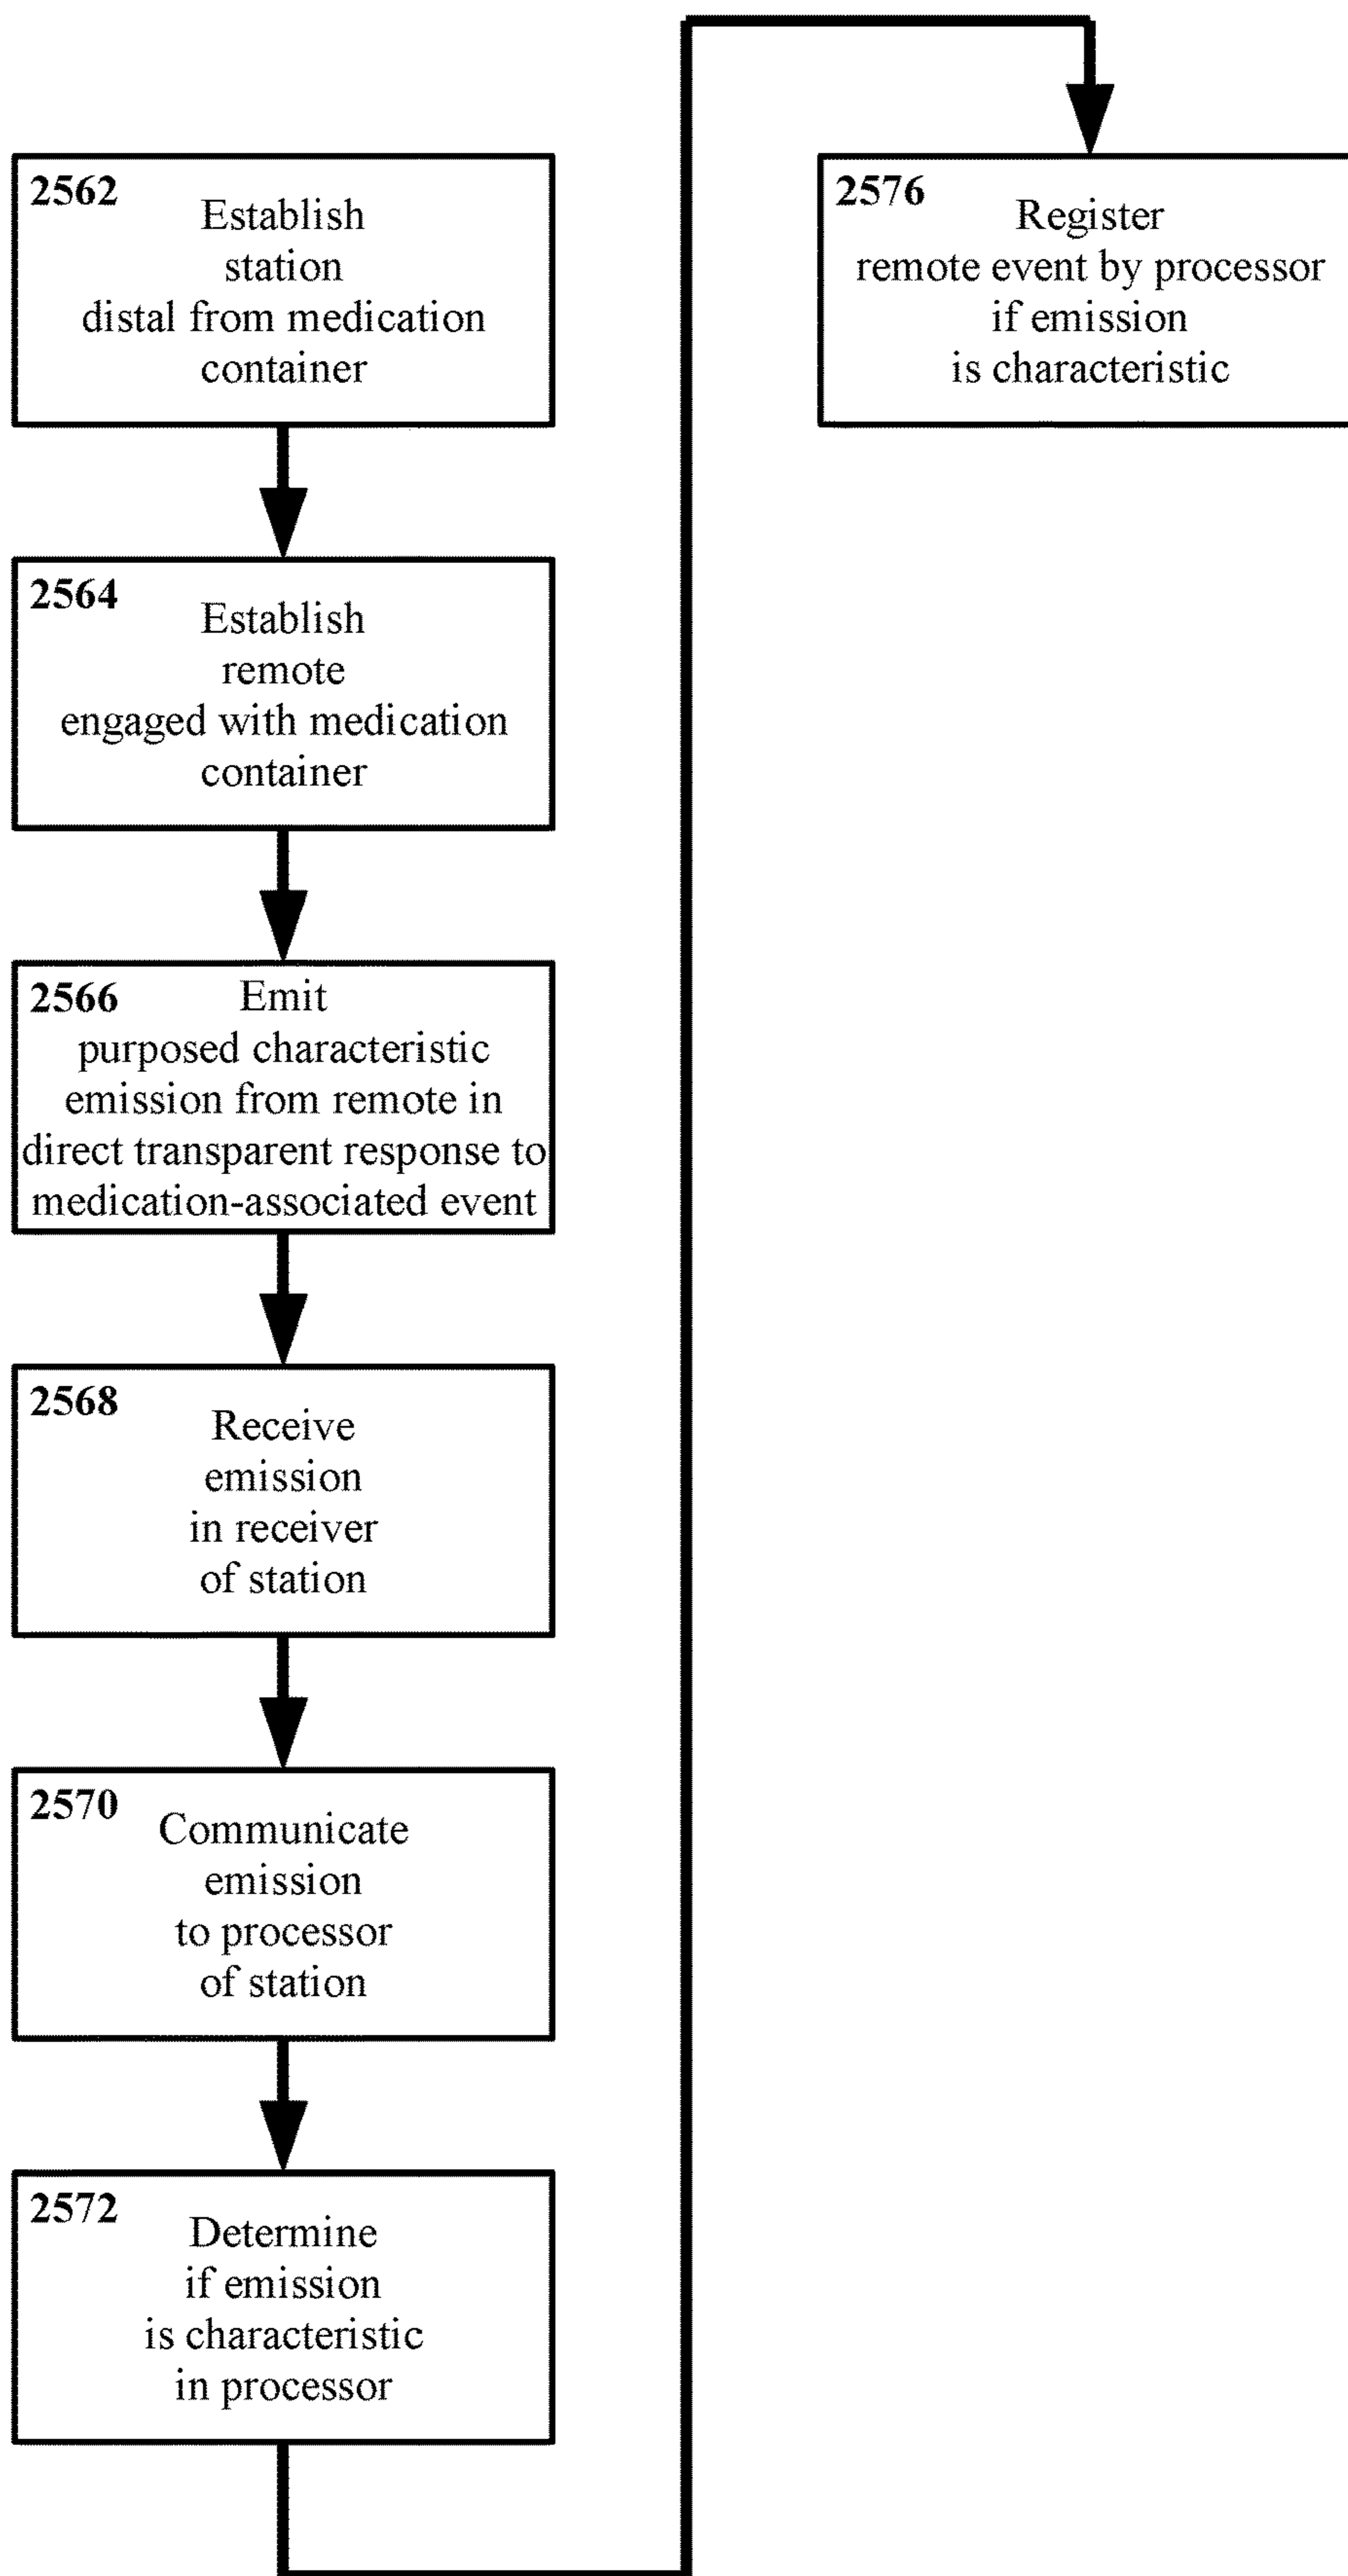 2562
Establish
station
distal from medication
container
2564
Establish
remote
engaged with medication
container
2566 Emit
purposed characteristic
emission from remote in
direct transparent response to
medication-associated event
2568
Receive
emission
in receiver
of station
2570
Communicate
emission
to processor
of station
2572
Determine
if emission
is characteristic
in processor
2576
Register
remote event by processor
if emission
is characteristic